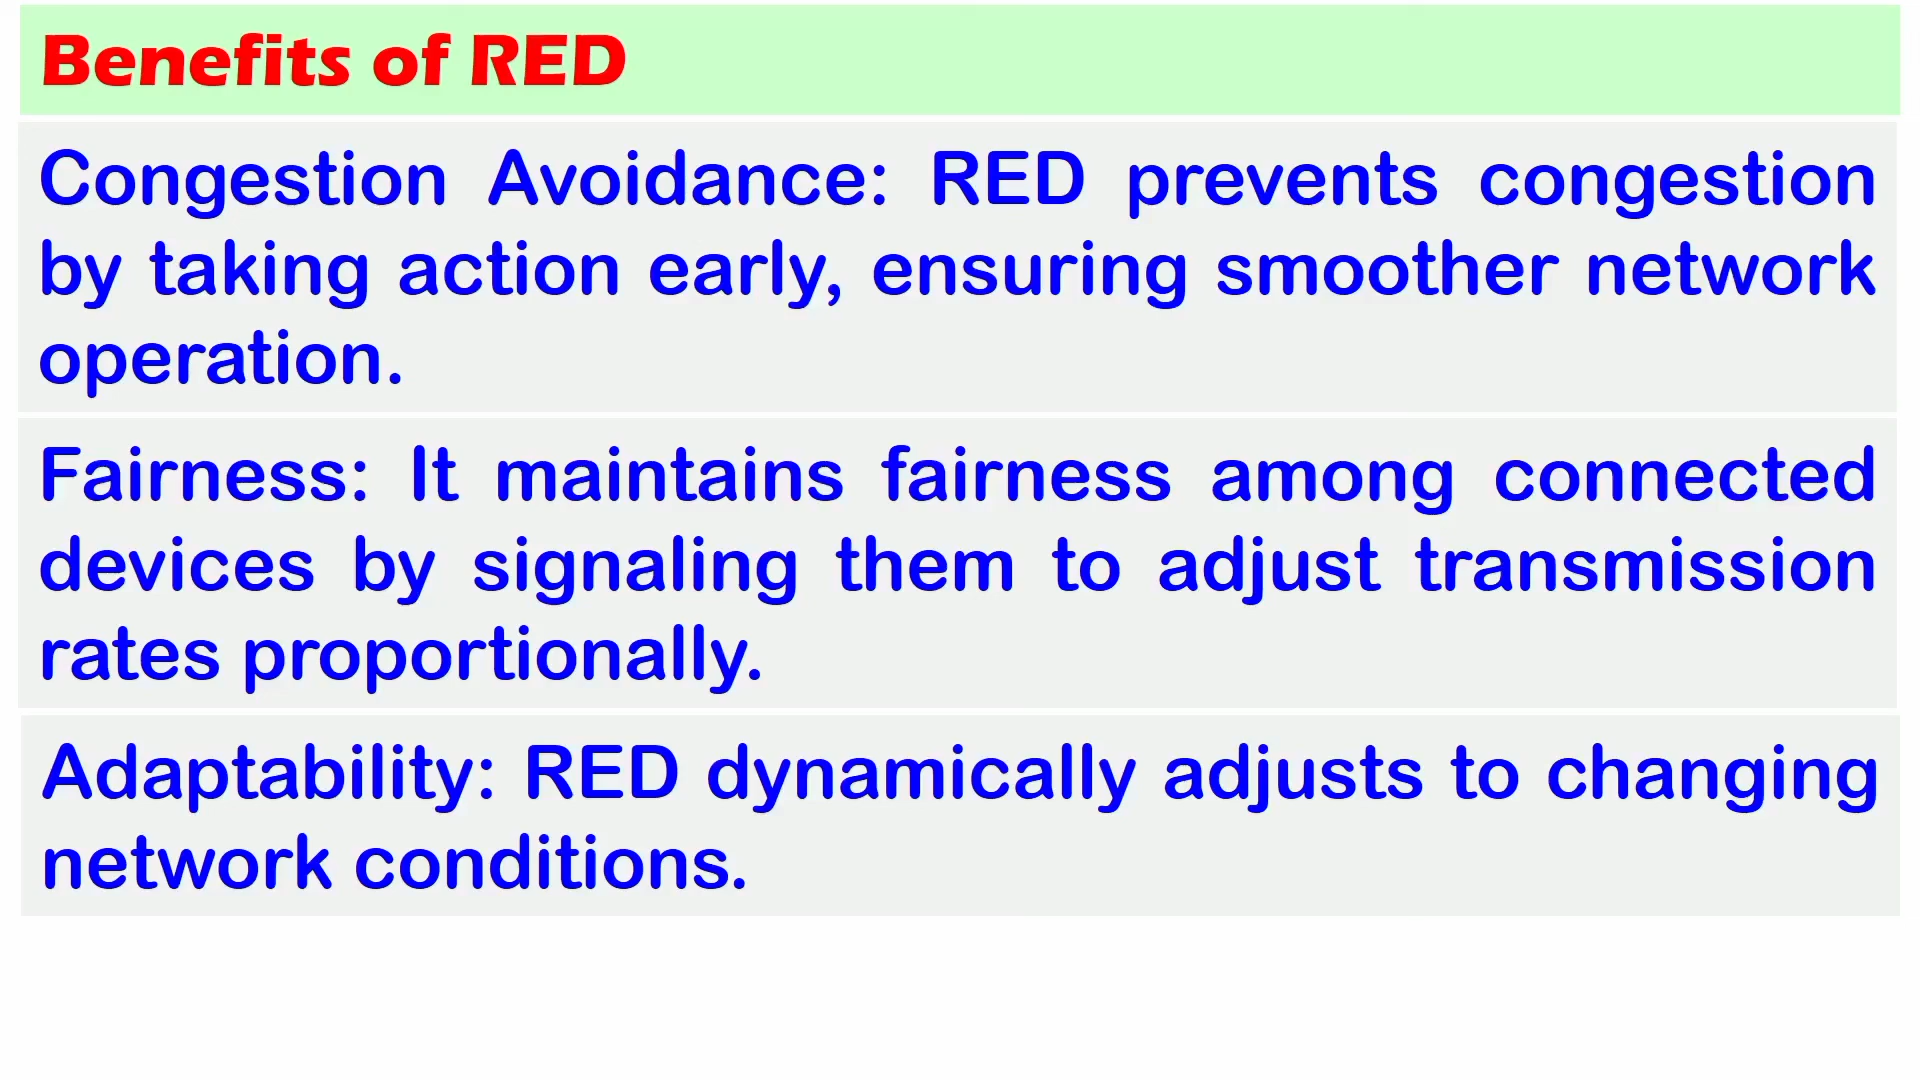 Benefits of RED
Congestion Avoidance: RED prevents congestion
by taking action early, ensuring smoother network
operation.
Fairness: It maintains fairness among connected
devices by signaling them to adjust transmission
rates proportionally.
Adaptability: RED dynamically adjusts to changing
network conditions.